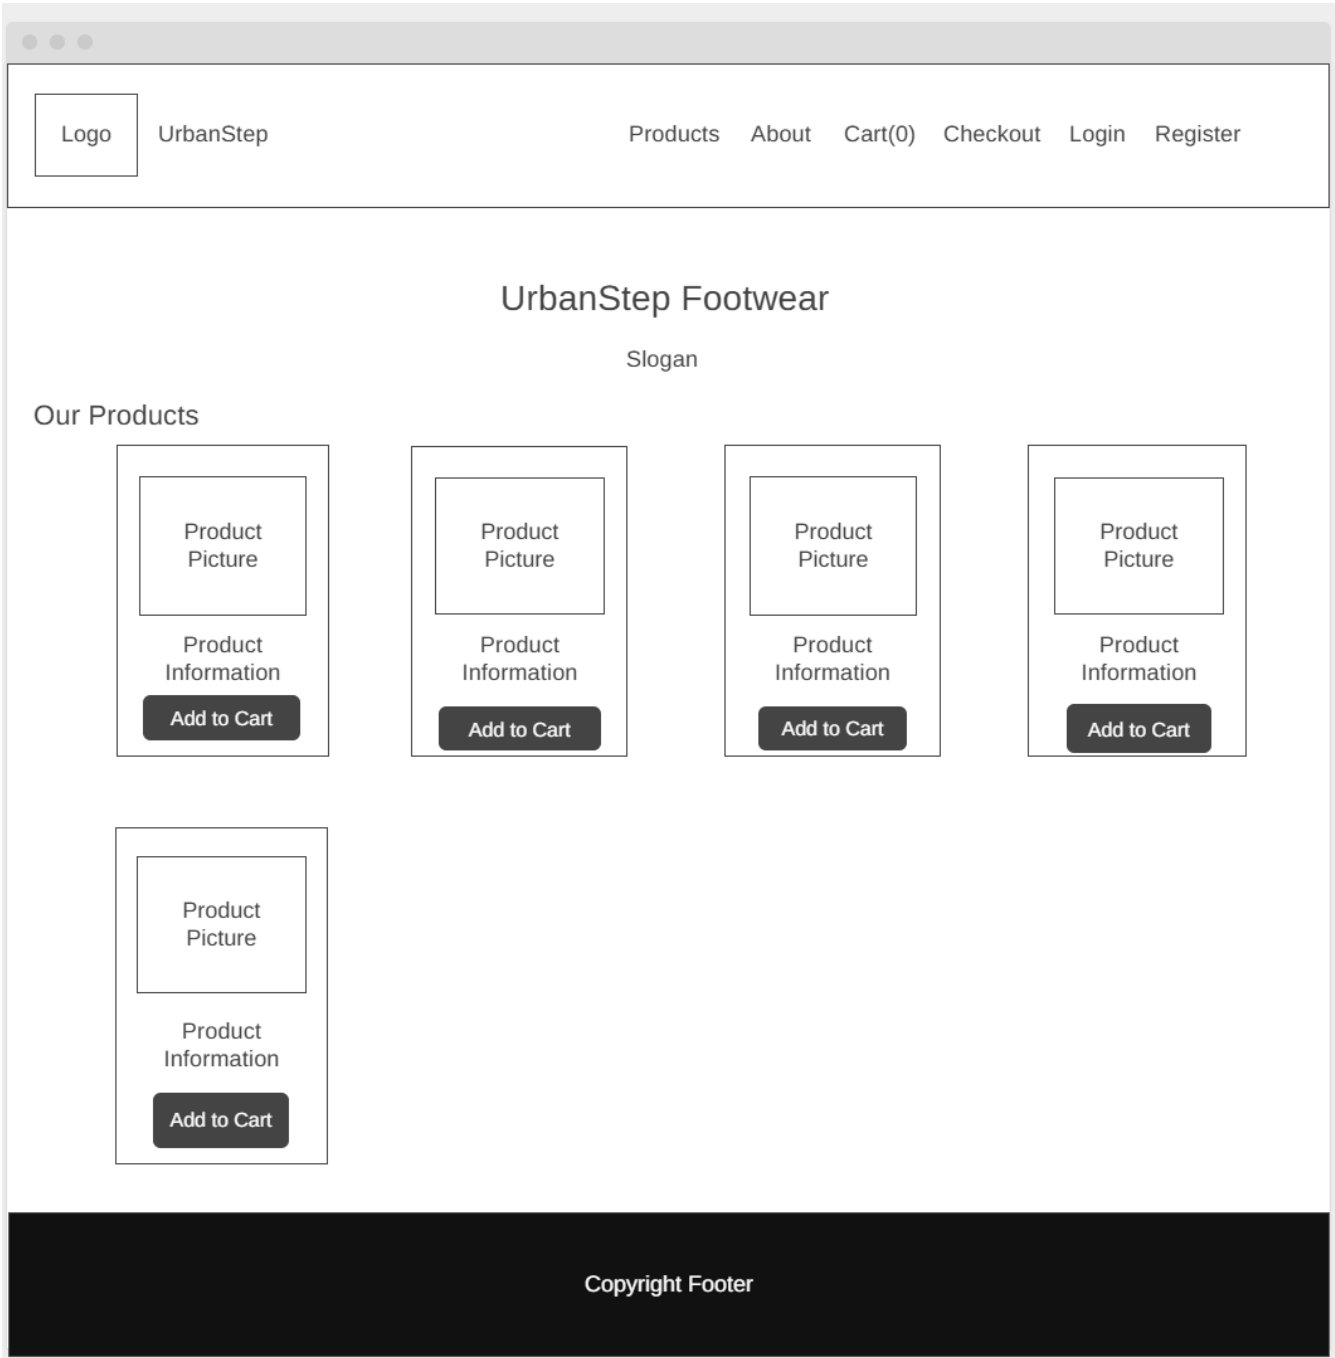 Logo
UrbanStep
Products About Cart(0) Checkout Login Register
UrbanStep Footwear
Slogan
Our Products
Product
Picture
Product
Information
Add to Cart
Product
Picture
Product
Information
Add to Cart
Product
Picture
Product
Information
Add to Cart
Product
Picture
Product
Information
Add to Cart
Product
Picture
Product
Information
Add to Cart
Copyright Footer